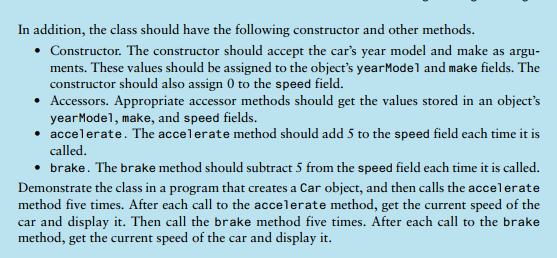 In addition, the class should have the following constructor and other methods.
• Constructor. The constructor should accept the car's year model and make as argu-
ments. These values should be assigned to the object's yearModel and make fields. The
constructor should also assign 0 to the speed field.
• Accessors. Appropriate accessor methods should get the values stored in an object's
yearModel, make, and speed fields.
• accelerate. The accelerate method should add 5 to the speed field each time it is
called.
• brake. The brake method should subtract 5 from the speed field each time it is called.
Demonstrate the class in a program that creates a Car object, and then calls the accelerate
method five times. After each call to the accelerate method, get the current speed of the
car and display it. Then call the brake method five times. After each call to the brake
method, get the current speed of the car and display it.